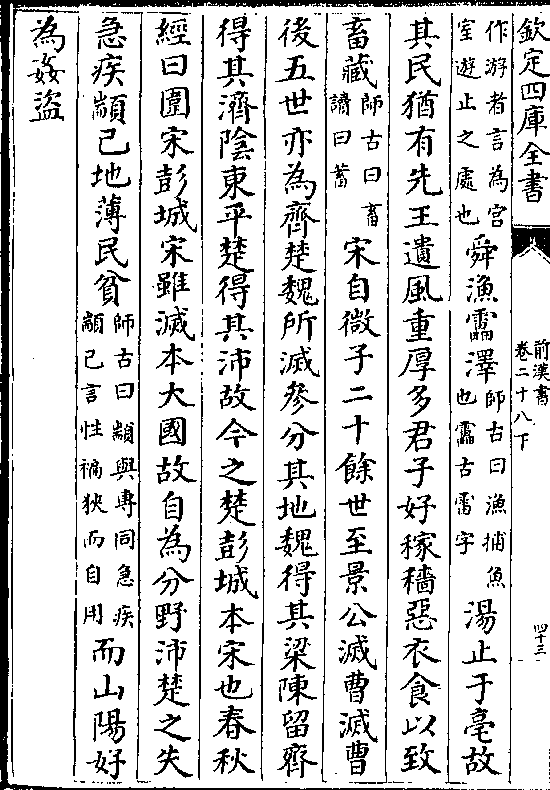 欽定四庫全書
前漢書
卷二十八下
四十三
作游者言為宮
室遊止之處也
舜漁靁澤
師古曰漁捕魚
也靁古雷字
湯止于亳故
其民猶有先王遺風重厚多君子好稼穡惡衣食以致
畜藏
師古曰畜
讀曰蓄
宋自微子二十餘世至景公滅曹滅曹
後五世亦為齊楚魏所滅參分其地魏得其梁陳留齊
得其濟陰東平楚得其沛故今之楚彭城本宋也春秋
經曰圍宋彭城宋雖滅本大國故自為分野沛楚之失
急疾顓己地薄民貧
師古曰顓與專同急疾
顓己言性褊狹而自用
而山陽好
為姦盜